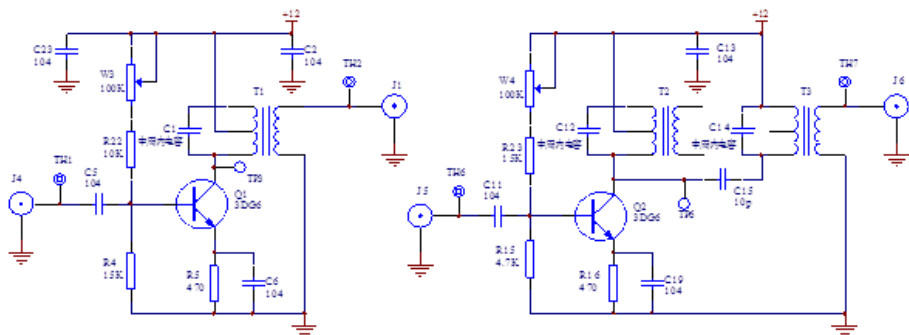 +12
C23
104
W3
100K
C2
104
TH2
J1
T1
C1
中周内电容
R22
10K
TP3
TH1
C5
104
J4
Q1
3DG6
R4
15K
R5
470
C6
104
+12
C13
104
W4
100K
TH7
J6
T2
T3
C12
中周内电容
C14
中周内电容
R23
15K
C15
10p
TP6
TH6
C11
104
J5
Q2
3DG6
R15
4.7K
R16
470
C19
104